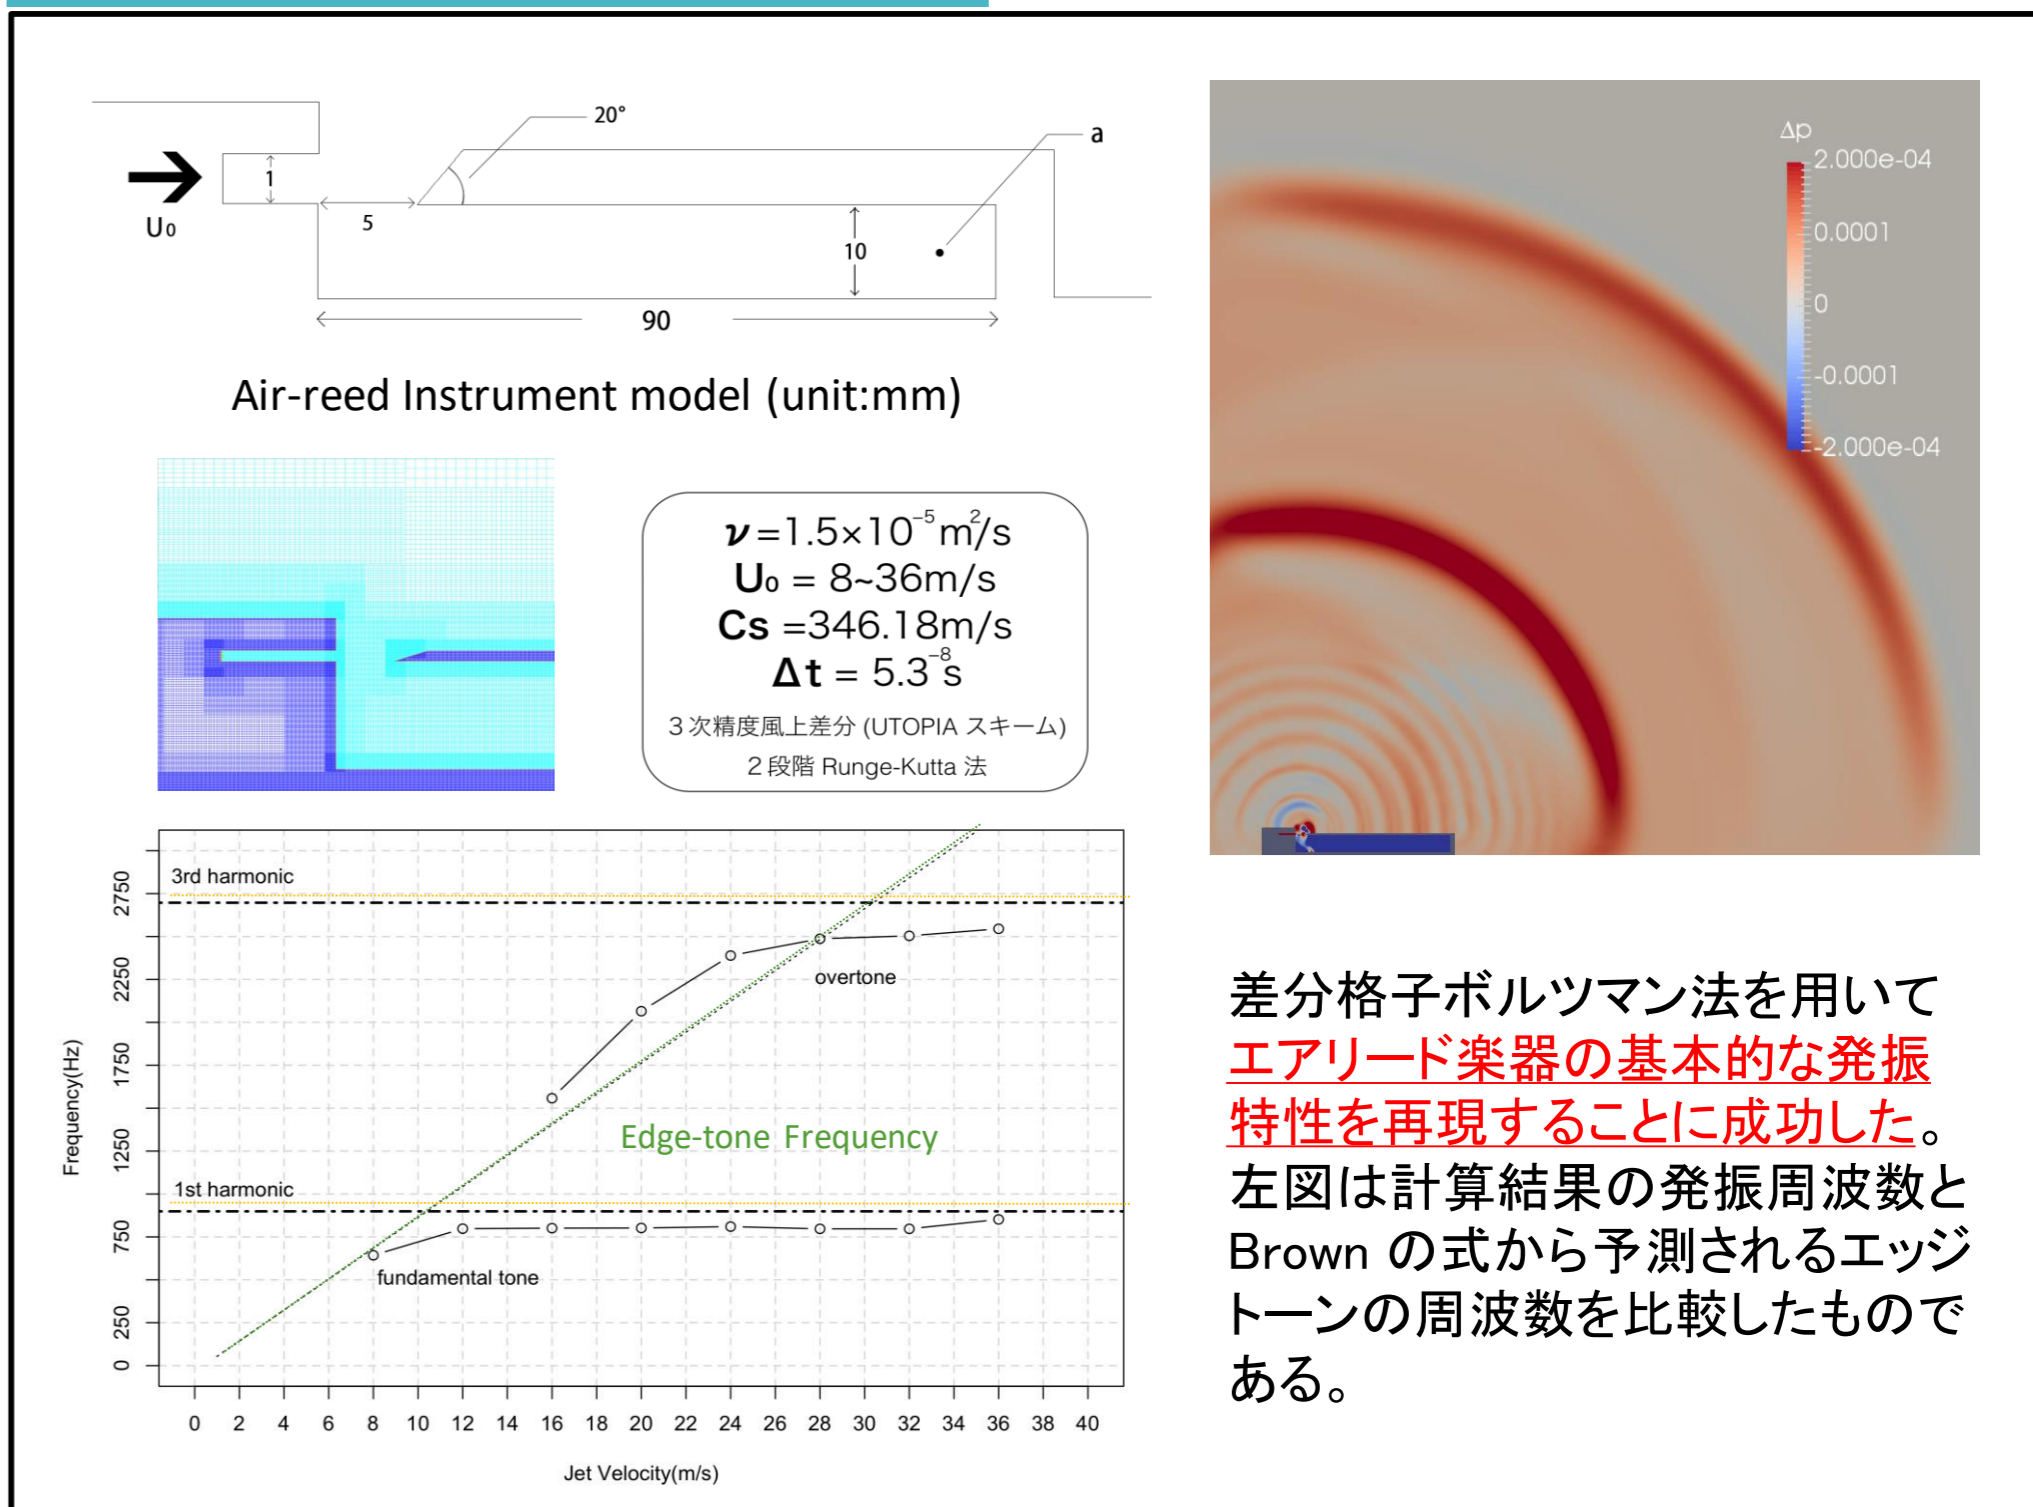 20°
a
1
U₀
5
10
90
Air-reed Instrument model (unit:mm)
ν=1.5×10⁻⁵m²/s
U₀ = 8~36m/s
Cs =346.18m/s
Δt = 5.3⁻⁸s
3次精度風上差分 (UTOPIA スキーム)
2段階 Runge-Kutta 法
Δp
2.000e-04
0.0001
0
-0.0001
-2.000e-04
3rd harmonic
overtone
Edge-tone Frequency
1st harmonic
fundamental tone
Frequency(Hz)
2750
2250
1750
1250
750
250
0
0 2 4 6 8 10 12 14 16 18 20 22 24 26 28 30 32 34 36 38 40
Jet Velocity(m/s)
差分格子ボルツマン法を用いて
エアリード楽器の基本的な発振
特性を再現することに成功した。
左図は計算結果の発振周波数と
Brown の式から予測されるエッジ
トーンの周波数を比較したもので
ある。